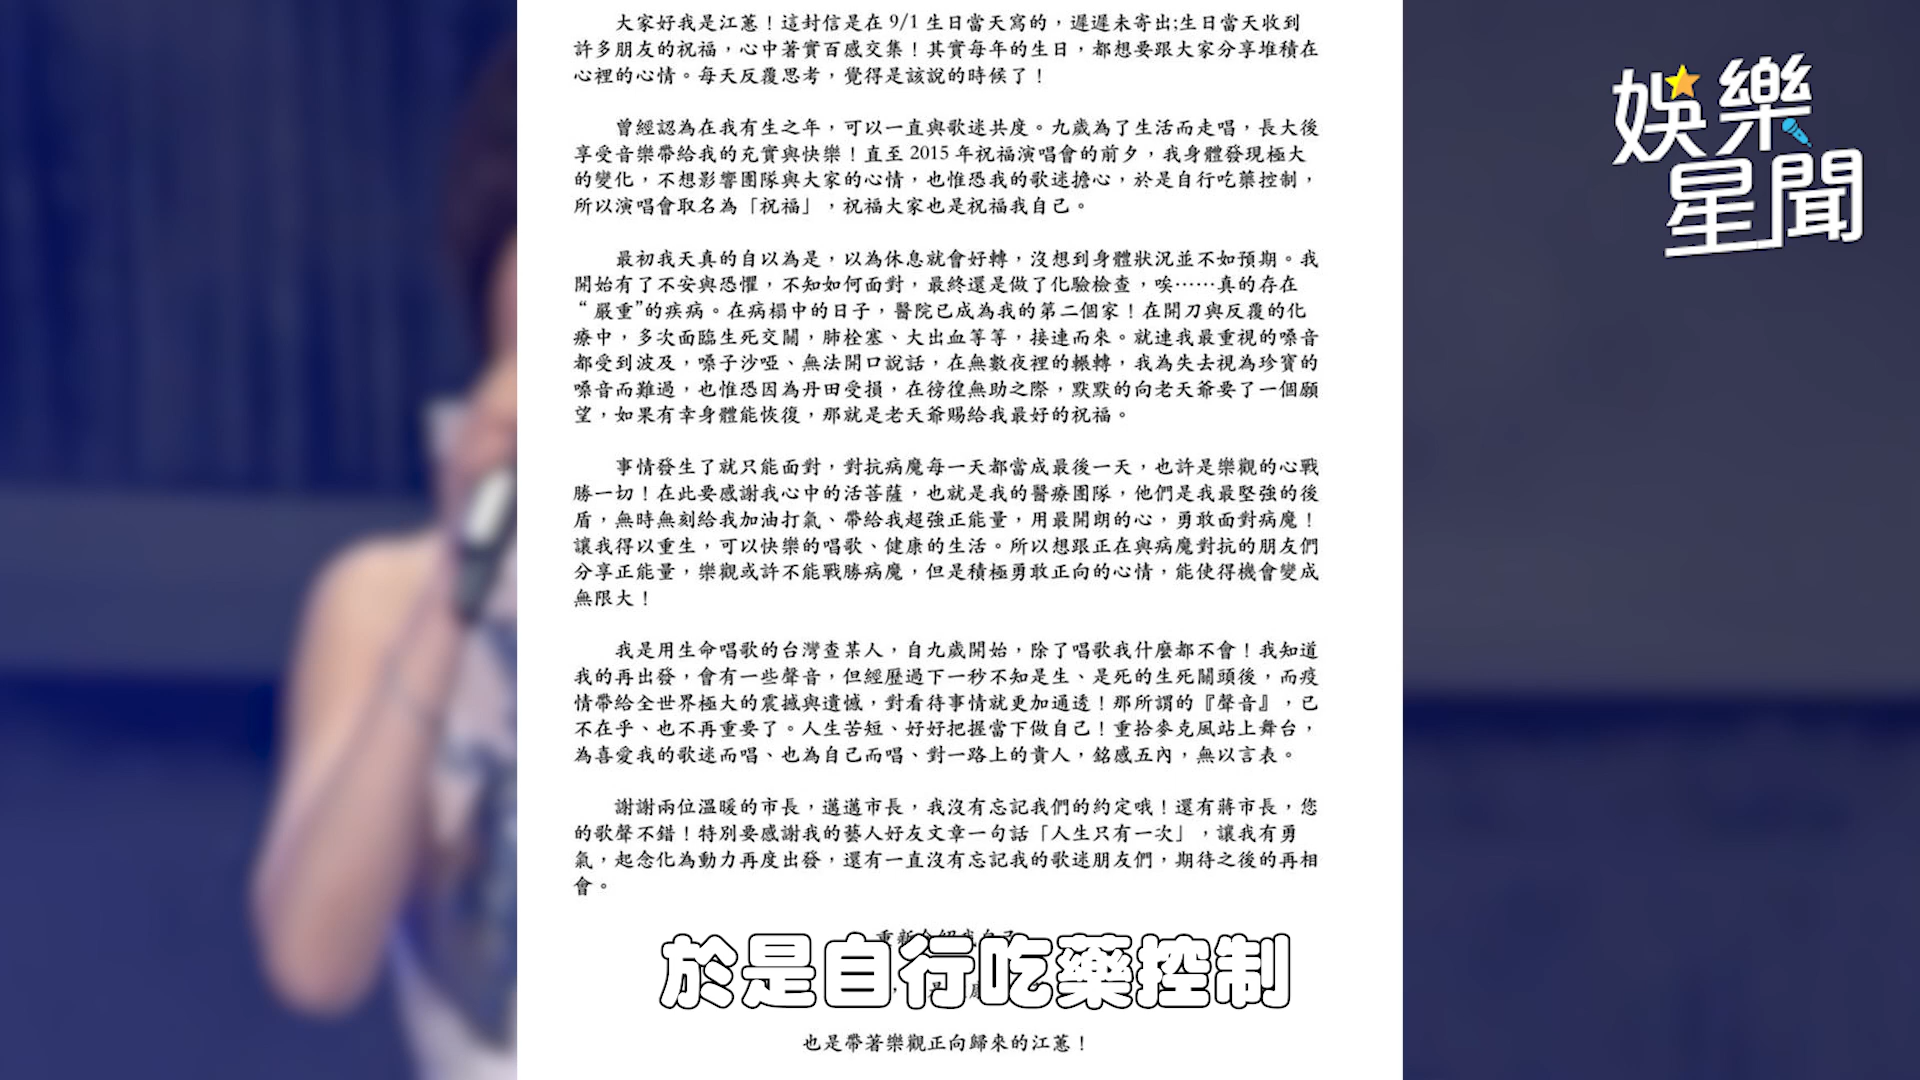 大家好我是江蕙！這封信是在 9/1 生日當天寫的，遲遲未寄出;生日當天收到
許多朋友的祝福，心中著實百感交集！其實每年的生日，都想要跟大家分享堆積在
心裡的心情。每天反覆思考，覺得是該說的時候了！
曾經認為在我有生之年，可以一直與歌迷共度。九歲為了生活而走唱，長大後
享受音樂帶給我的充實與快樂！直至 2015 年祝福演唱會的前夕，我身體發現極大
的變化，不想影響團隊與大家的心情，也惟恐我的歌迷擔心，於是自行吃藥控制，
所以演唱會取名為「祝福」，祝福大家也是祝福我自己。
最初我天真的自以為是，以為休息就會好轉，沒想到身體狀況並不如預期。我
開始有了不安與恐懼，不知如何面對，最終還是做了化驗檢查，唉……真的存在
“嚴重”的疾病。在病榻中的日子，醫院已成為我的第二個家！在開刀與反覆的化
療中，多次面臨生死交關，肺栓塞、大出血等等，接連而來。就連我最重視的嗓音
都受到波及，嗓子沙啞、無法開口說話，在無數夜裡的輾轉，我為失去視為珍寶的
嗓音而難過，也惟恐因為丹田受損，在徬徨無助之際，默默的向老天爺要了一個願
望，如果有幸身體能恢復，那就是老天爺賜給我最好的祝福。
事情發生了就只能面對，對抗病魔每一天都當成最後一天，也許是樂觀的心戰
勝一切！在此要感謝我心中的活菩薩，也就是我的醫療團隊，他們是我最堅強的後
盾，無時無刻給我加油打氣、帶給我超強正能量，用最開朗的心，勇敢面對病魔！
讓我得以重生，可以快樂的唱歌、健康的生活。所以想跟正在與病魔對抗的朋友們
分享正能量，樂觀或許不能戰勝病魔，但是積極勇敢正向的心情，能使得機會變成
無限大！
我是用生命唱歌的台灣查某人，自九歲開始，除了唱歌我什麼都不會！我知道
我的再出發，會有一些聲音，但經歷過下一秒不知是生、是死的生死關頭後，而疫
情帶給全世界極大的震撼與遺憾，對看待事情就更加通透！那所謂的『聲音』，已
不在乎、也不再重要了。人生苦短、好好把握當下做自己！重拾麥克風站上舞台，
為喜愛我的歌迷而唱、也為自己而唱、對一路上的貴人，銘感五內，無以言表。
謝謝兩位溫暖的市長，邁邁市長，我沒有忘記我們的約定哦！還有蔣市長，您
的歌聲不錯！特別要感謝我的藝人好友文章一句話「人生只有一次」，讓我有勇
氣，起念化為動力再度出發，還有一直沒有忘記我的歌迷朋友們，期待之後的再相
會。
於是自行吃藥控制
也是帶著樂觀正向歸來的江蕙！
娛樂
星聞